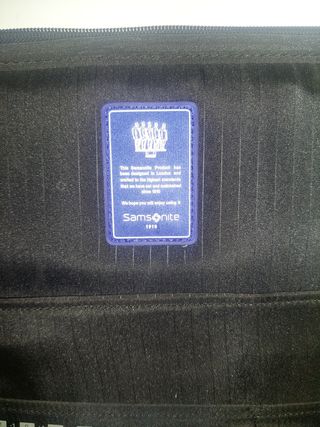 This Samsonite Product has
been designed in London and
crafted to the highest standards
that we have set and maintained
since 1910
We hope you will enjoy using it
Samsonite
1910